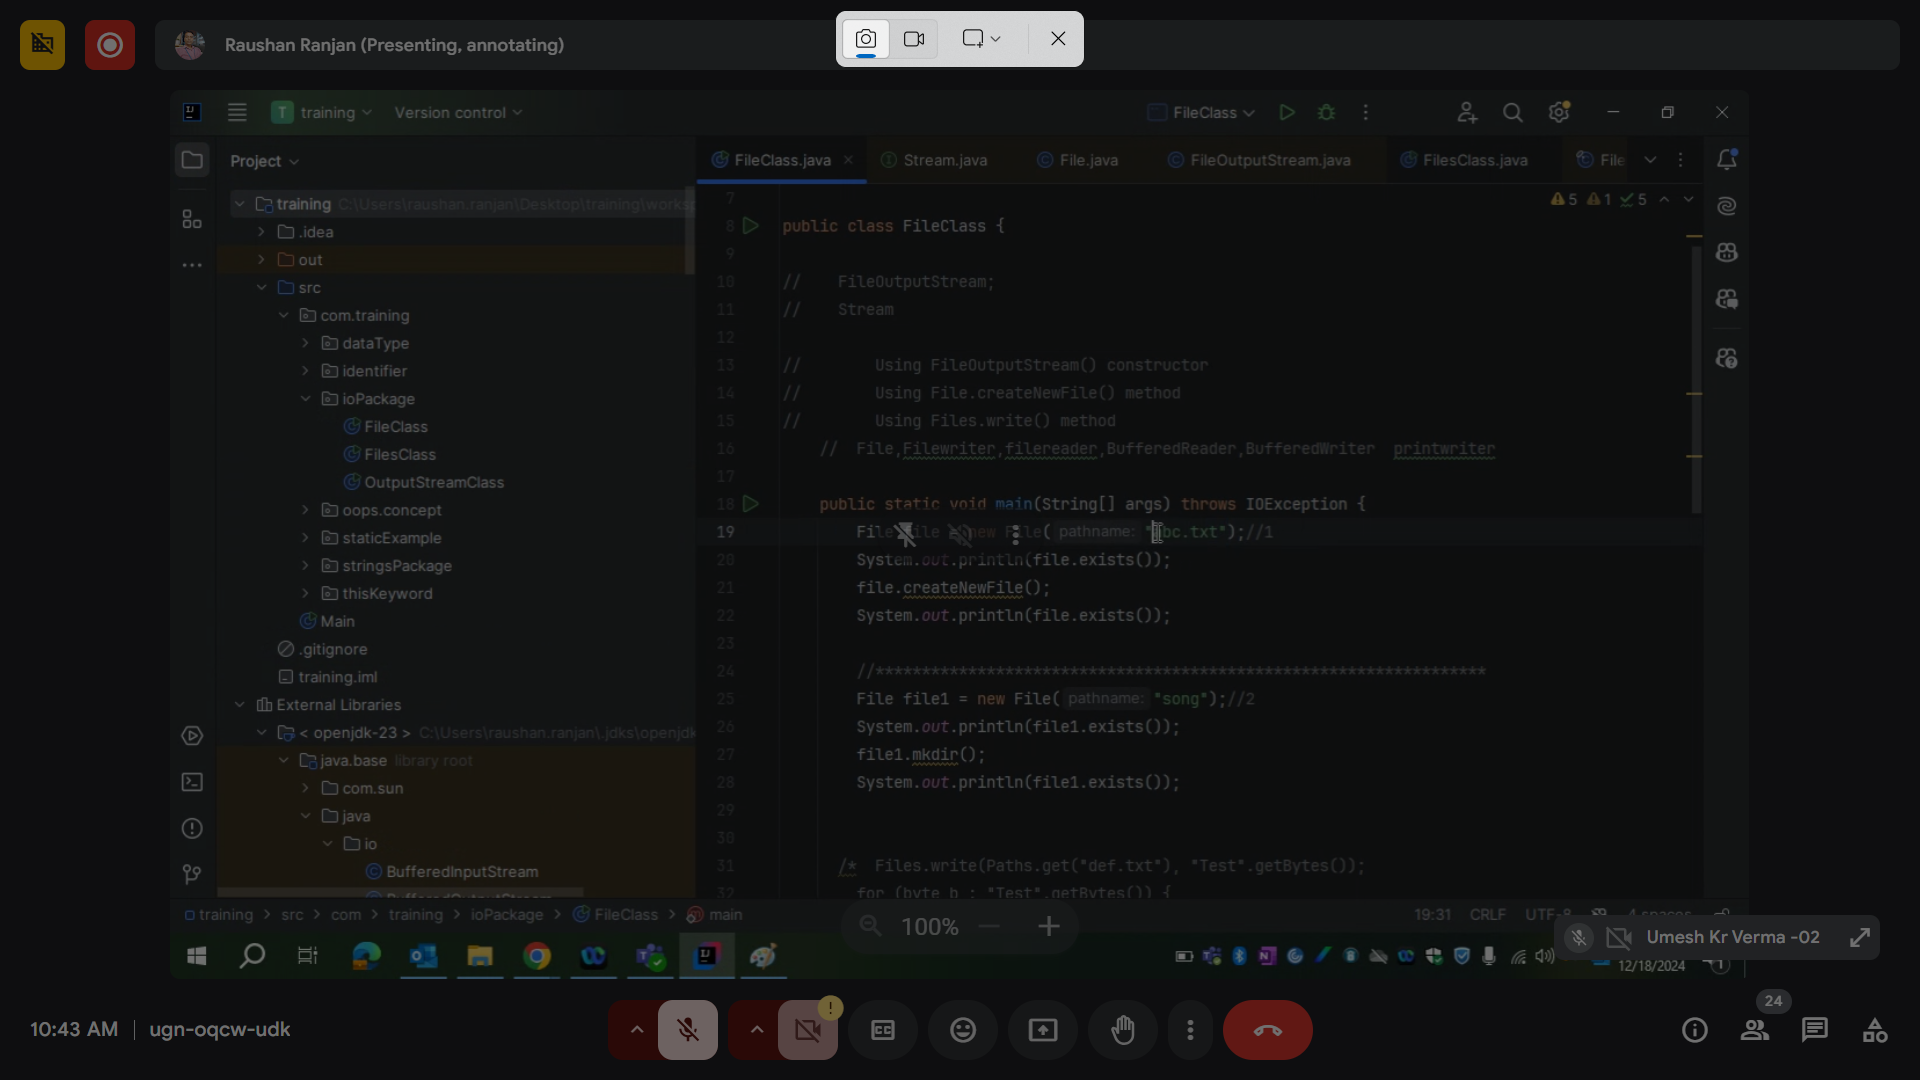 Raushan Ranjan (Presenting, annotating)
training
Version control
FileClass
Project
FileClass.java
Stream.java
File.java
FileOutputStream.java
FilesClass.java
File
training C:\Users\raushan.ranjan\Desktop\training\works
.idea
out
src
com.training
dataType
identifier
ioPackage
FileClass
FilesClass
OutputStreamClass
oops.concept
staticExample
stringsPackage
thisKeyword
Main
.gitignore
training.iml
External Libraries
< openjdk-23 > C:\Users\raushan.ranjan\.jdks\openjdk
java.base library root
com.sun
java
io
BufferedInputStream
5 1 5
7
8 public class FileClass {
9
10 // FileOutputStream;
11 // Stream
12
13 // Using FileOutputStream() constructor
14 // Using File.createNewFile() method
15 // Using Files.write() method
16 // File,Filewriter,filereader,BufferedReader,BufferedWriter printwriter
17
18 public static void main(String[] args) throws IOException {
19 new File( pathname: bc.txt");//1
20 System.out.println(file.exists());
21 file.createNewFile();
22 System.out.println(file.exists());
23
24 //******************************************************************
25 File file1 = new File( pathname: "song");//2
26 System.out.println(file1.exists());
27 file1.mkdir();
28 System.out.println(file1.exists());
29
30
31 /* Files.write(Paths.get("def.txt"), "Test".getBytes());
32 for (byte b : "Test".getBytes()) {
training > src > com > training > ioPackage > FileClass > main
19:31 CRLF UTF-8 4 spaces
100%
Umesh Kr Verma -02
12/18/2024
1
10:43 AM | ugn-oqcw-udk
24